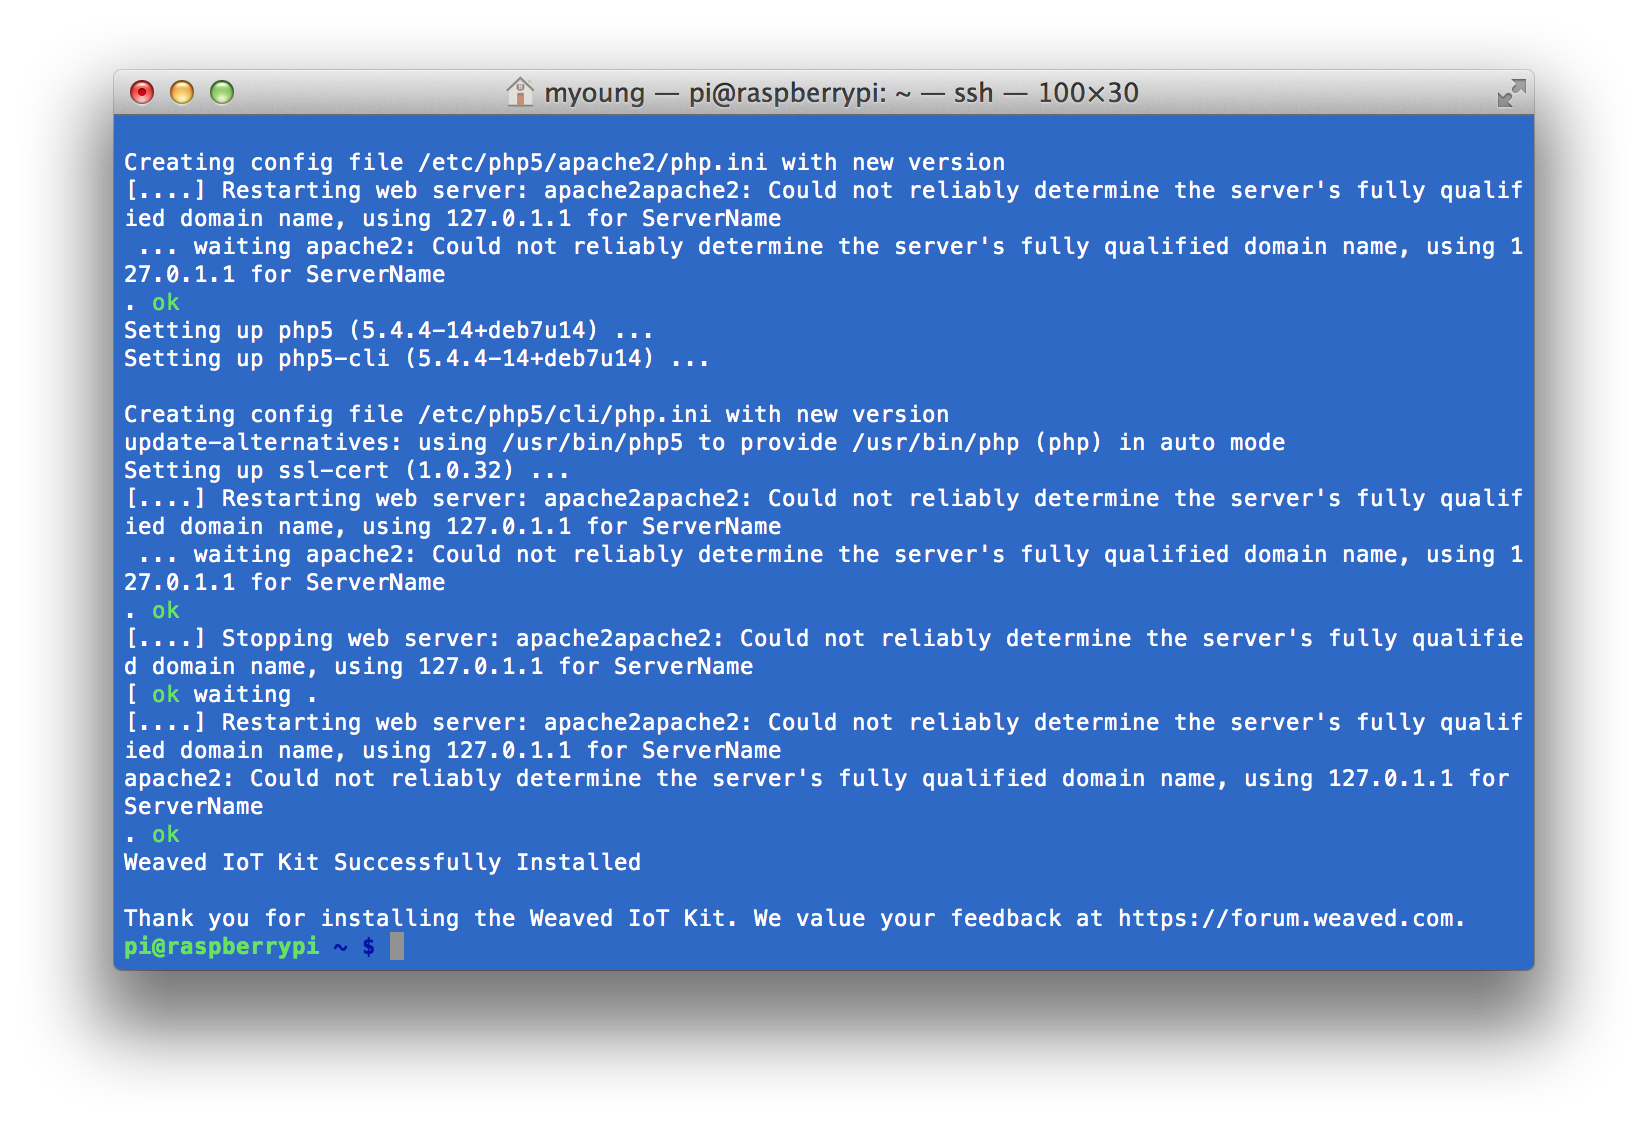 myoung — pi@raspberrypi: ~ — ssh — 100×30
Creating config file /etc/php5/apache2/php.ini with new version
[....] Restarting web server: apache2apache2: Could not reliably determine the server's fully qualif
ied domain name, using 127.0.1.1 for ServerName
 ... waiting apache2: Could not reliably determine the server's fully qualified domain name, using 1
27.0.1.1 for ServerName
. ok
Setting up php5 (5.4.4-14+deb7u14) ...
Setting up php5-cli (5.4.4-14+deb7u14) ...
Creating config file /etc/php5/cli/php.ini with new version
update-alternatives: using /usr/bin/php5 to provide /usr/bin/php (php) in auto mode
Setting up ssl-cert (1.0.32) ...
[....] Restarting web server: apache2apache2: Could not reliably determine the server's fully qualif
ied domain name, using 127.0.1.1 for ServerName
 ... waiting apache2: Could not reliably determine the server's fully qualified domain name, using 1
27.0.1.1 for ServerName
. ok
[....] Stopping web server: apache2apache2: Could not reliably determine the server's fully qualifie
d domain name, using 127.0.1.1 for ServerName
[ ok waiting .
[....] Restarting web server: apache2apache2: Could not reliably determine the server's fully qualif
ied domain name, using 127.0.1.1 for ServerName
apache2: Could not reliably determine the server's fully qualified domain name, using 127.0.1.1 for
ServerName
. ok
Weaved IoT Kit Successfully Installed
Thank you for installing the Weaved IoT Kit. We value your feedback at https://forum.weaved.com.
pi@raspberrypi ~ $